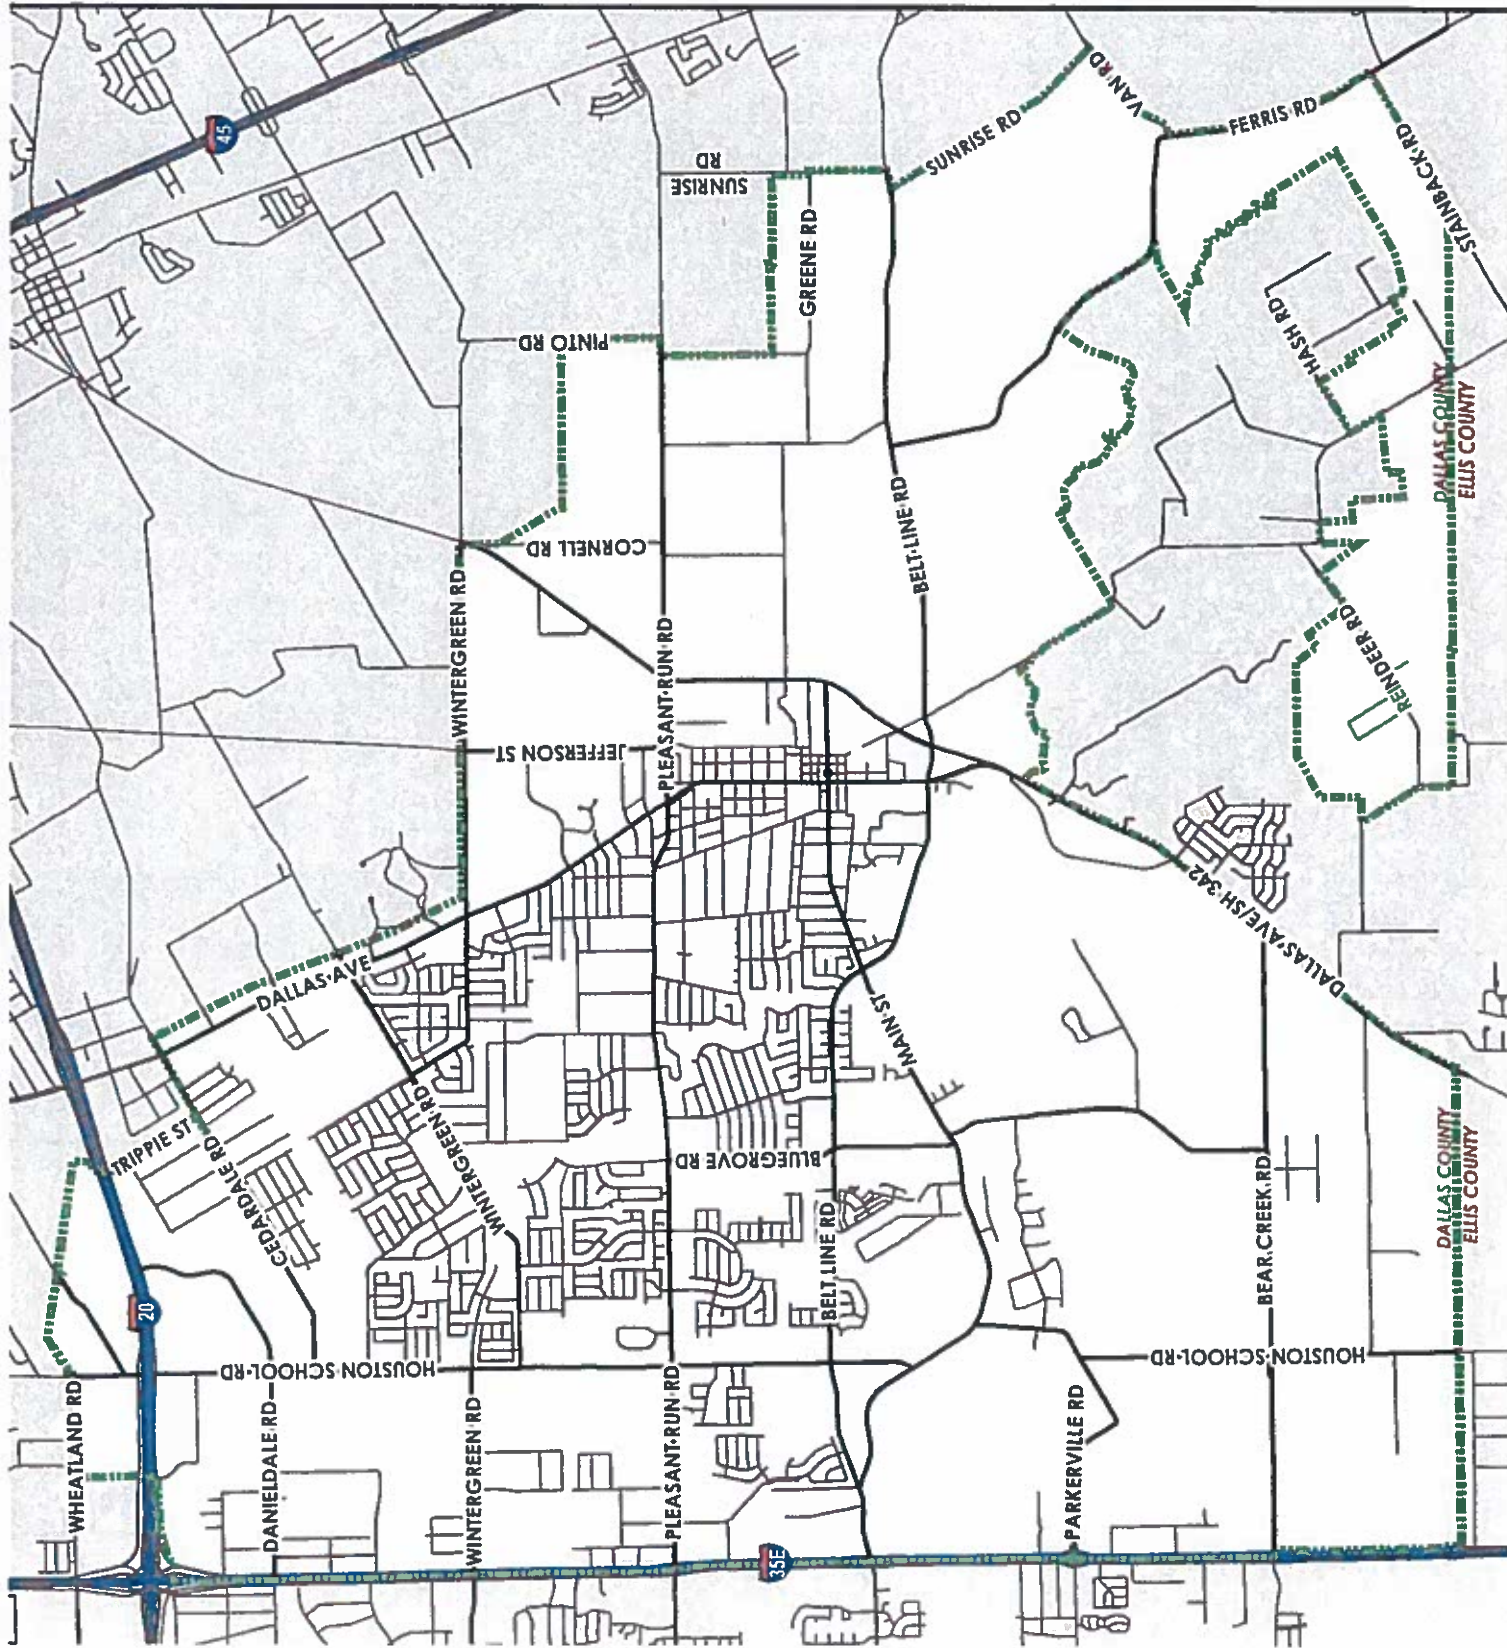 45
VAN RD
SUNRISE RD
FERRIS RD
SUNRISE
RD
STAINBACK RD
GREENE RD
PINTO RD
HASH RD
DALLAS COUNTY
ELLIS COUNTY
CORNELL RD
BELT LINE RD
WINTERGREEN RD
REINDEER RD
PLEASANT RUN RD
JEFFERSON ST
DALLAS AVE/SH 342
DALLAS AVE
MAIN ST
TRIPPIE ST
CEDARDALE RD
WINTERGREEN RD
BLUEGROVE RD
BEAR CREEK RD
DALLAS COUNTY
ELLIS COUNTY
BELT LINE RD
20
HOUSTON SCHOOL RD
HOUSTON SCHOOL RD
WHEATLAND RD
DANIELDALE RD
WINTERGREEN RD
PLEASANT RUN RD
PARKERVILLE RD
35E